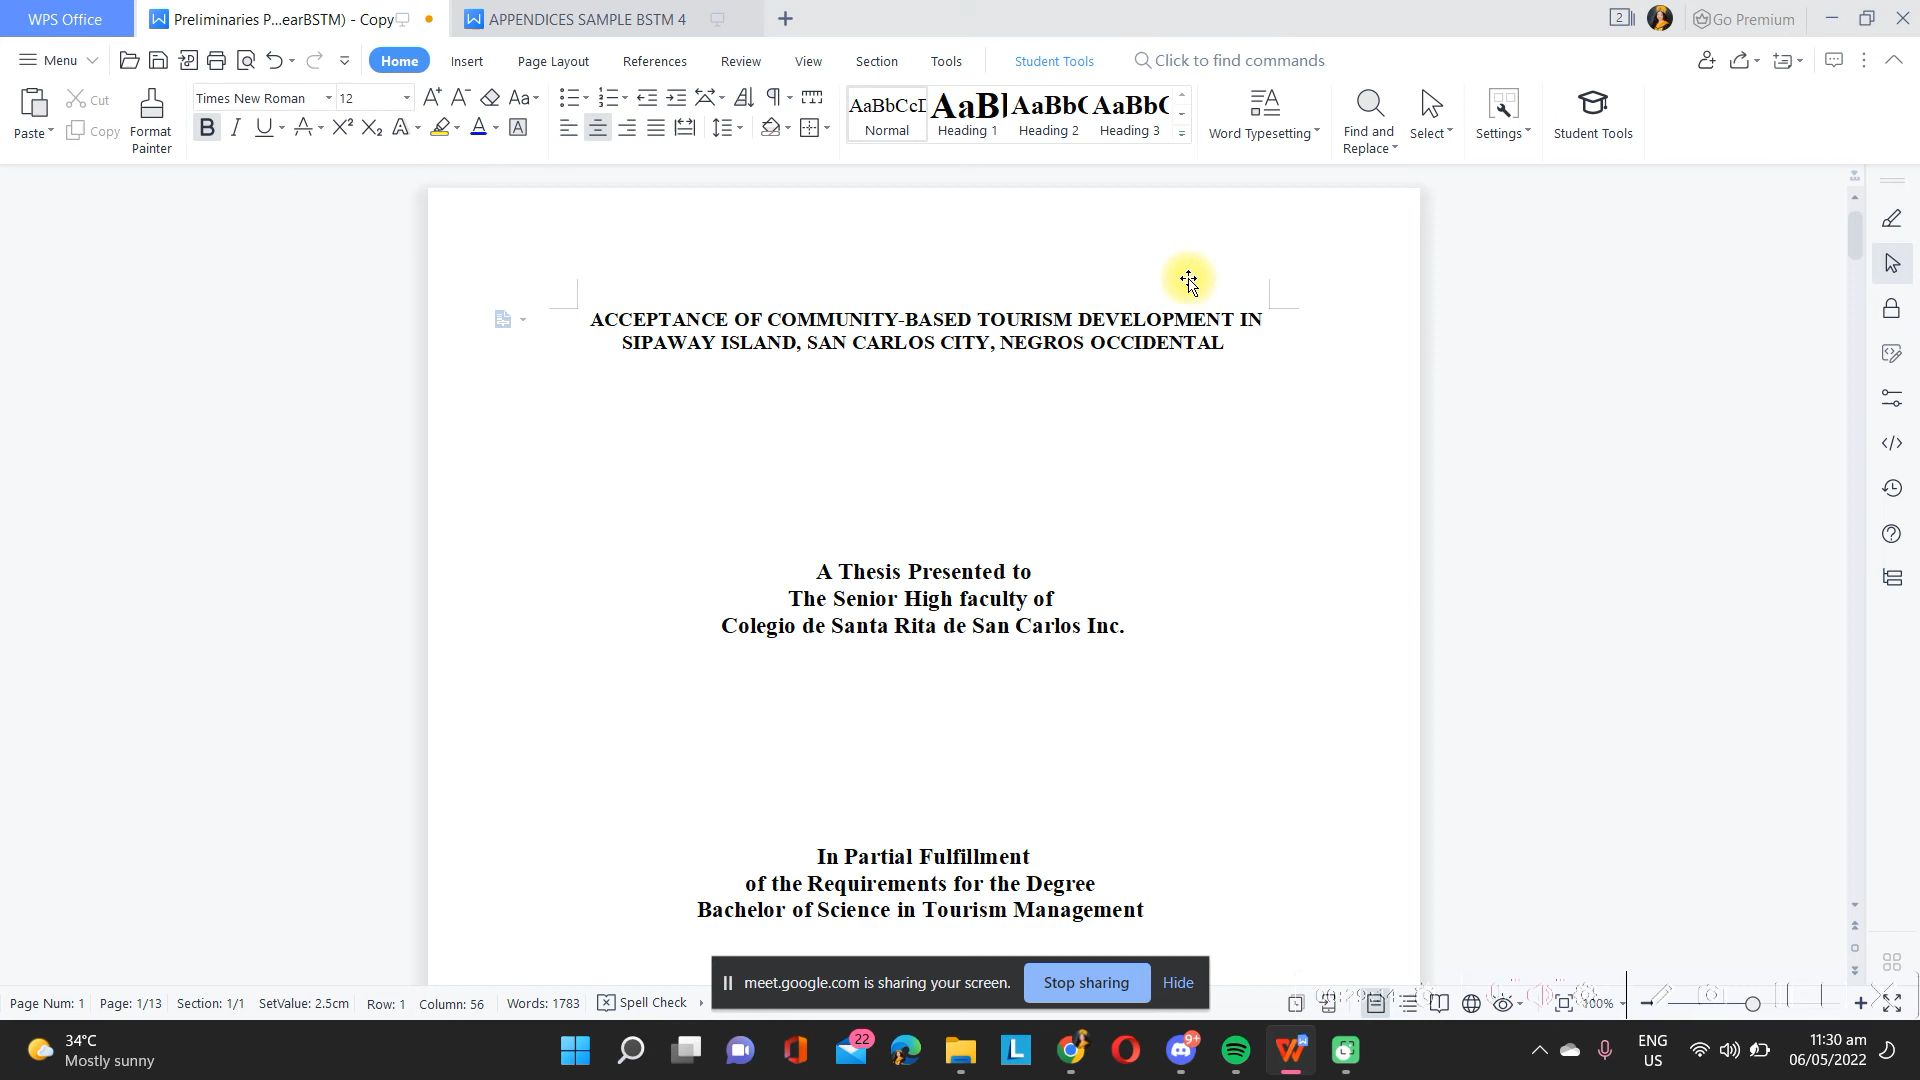 WPS Office
Preliminaries P...earBSTM) - Copy
APPENDICES SAMPLE BSTM 4
2
Go Premium
Menu
Home
Insert
Page Layout
References
Review
View
Section
Tools
Student Tools
Click to find commands
Paste
Cut
Copy
Format
Painter
Times New Roman
12
AaBbCcD
Normal
AaBl
Heading 1
AaBbC
Heading 2
AaBbC
Heading 3
Word Typesetting
Find and
Replace
Select
Settings
Student Tools
ACCEPTANCE OF COMMUNITY-BASED TOURISM DEVELOPMENT IN
SIPAWAY ISLAND, SAN CARLOS CITY, NEGROS OCCIDENTAL
A Thesis Presented to
The Senior High faculty of
Colegio de Santa Rita de San Carlos Inc.
In Partial Fulfillment
of the Requirements for the Degree
Bachelor of Science in Tourism Management
meet.google.com is sharing your screen.
Stop sharing
Hide
Page Num: 1
Page: 1/13
Section: 1/1
SetValue: 2.5cm
Row: 1
Column: 56
Words: 1783
Spell Check
100%
34°C
Mostly sunny
22
9+
ENG
US
11:30 am
06/05/2022